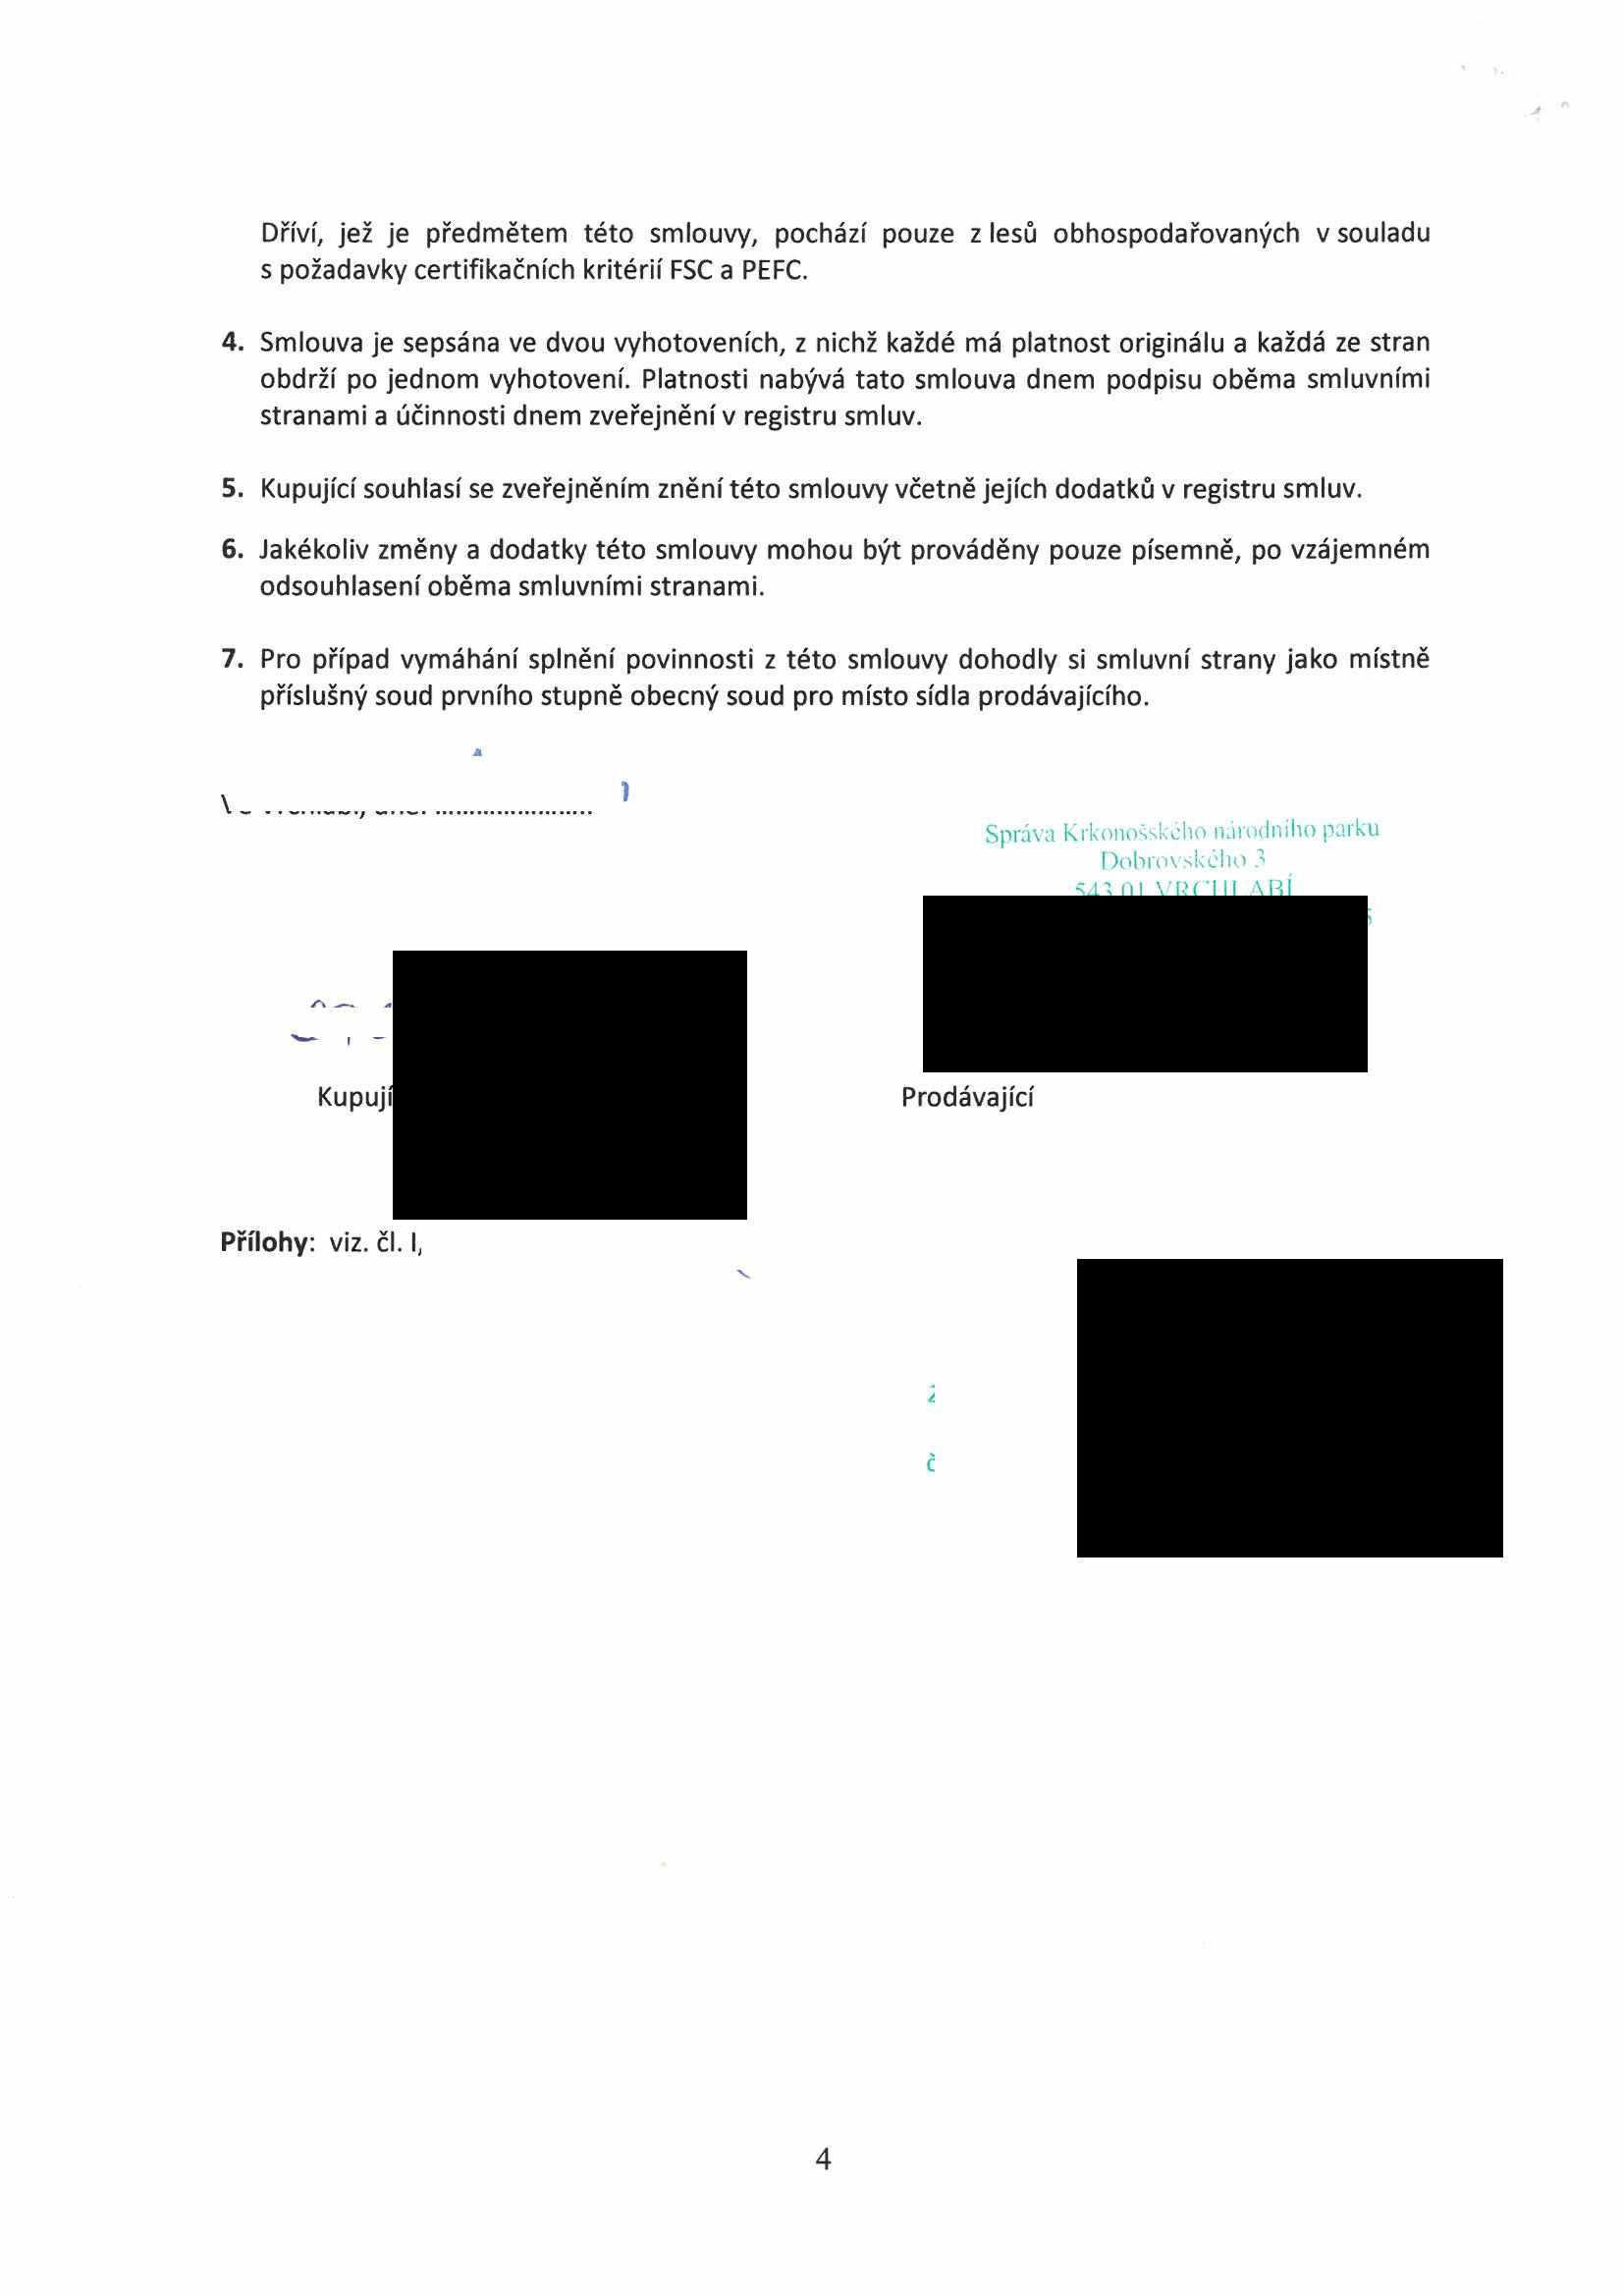 Dříví, jež je předmětem této smlouvy, pochází pouze z lesů obhospodařovaných v souladu
s požadavky certifikačních kritérií FSC a PEFC.
4. Smlouva je sepsána ve dvou vyhotoveních, z nichž každé má platnost originálu a každá ze stran
obdrží po jednom vyhotovení. Platnosti nabývá tato smlouva dnem podpisu oběma smluvními
stranami a účinnosti dnem zveřejnění v registru smluv.
5. Kupující souhlasí se zveřejněním znění této smlouvy včetně jejích dodatků v registru smluv.
6. Jakékoliv změny a dodatky této smlouvy mohou být prováděny pouze písemně, po vzájemném
odsouhlasení oběma smluvními stranami.
7. Pro případ vymáhání splnění povinnosti z této smlouvy dohodly si smluvní strany jako místně
příslušný soud prvního stupně obecný soud pro místo sídla prodávajícího.
Správa Krkonošského národního parku
Dobrovského 3
543 01 VRCHLABÍ
Kupují
Prodávající
Přílohy: viz. čl. I,
4